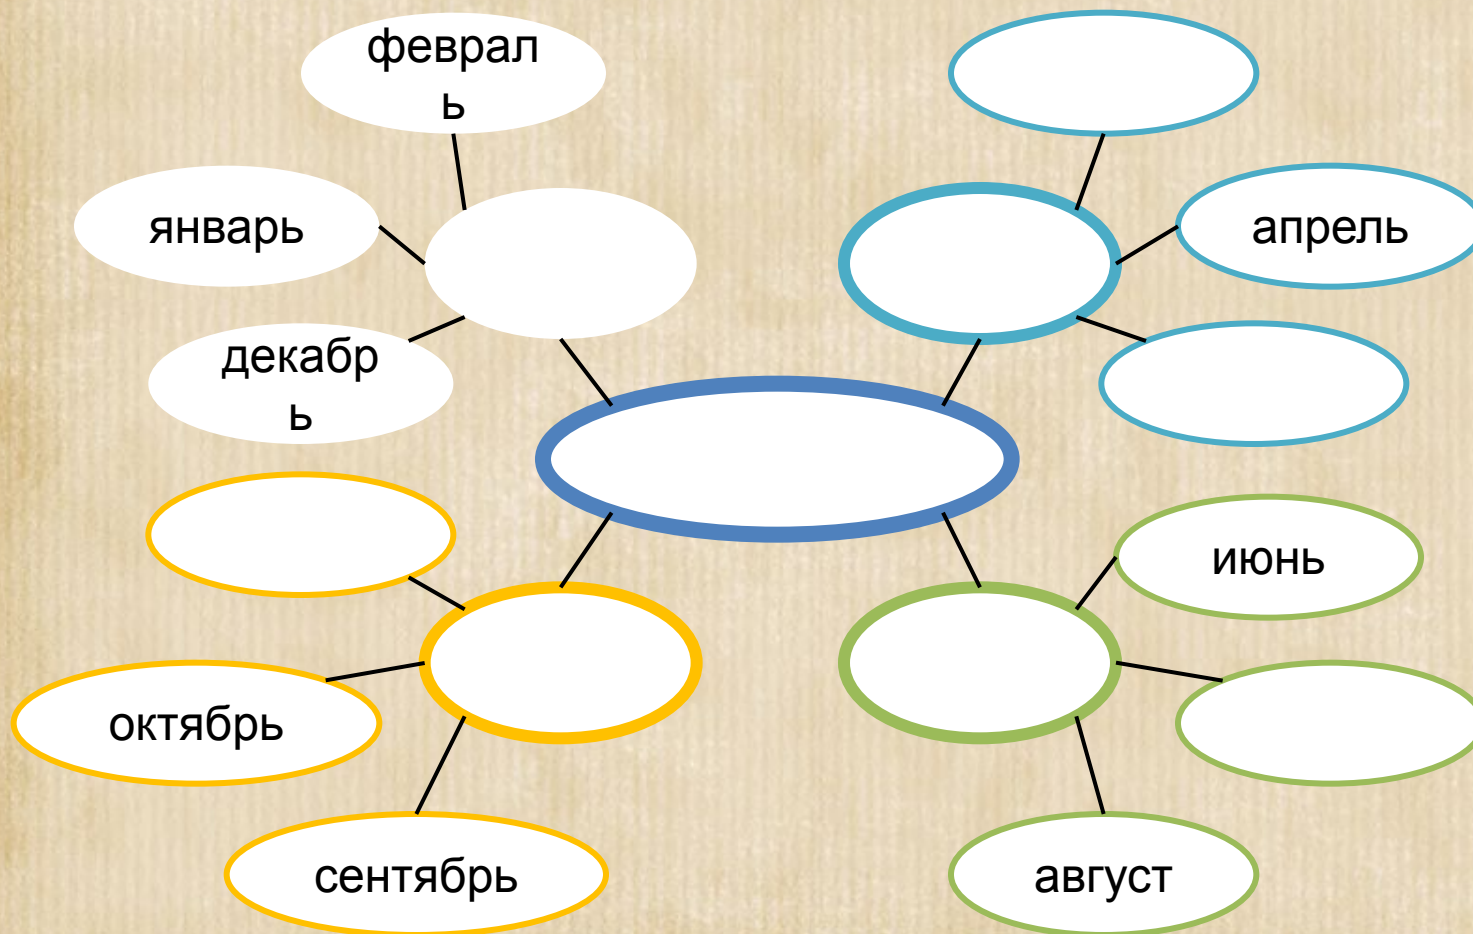 феврал
ь
январь
апрель
декабр
ь
июнь
октябрь
сентябрь
август